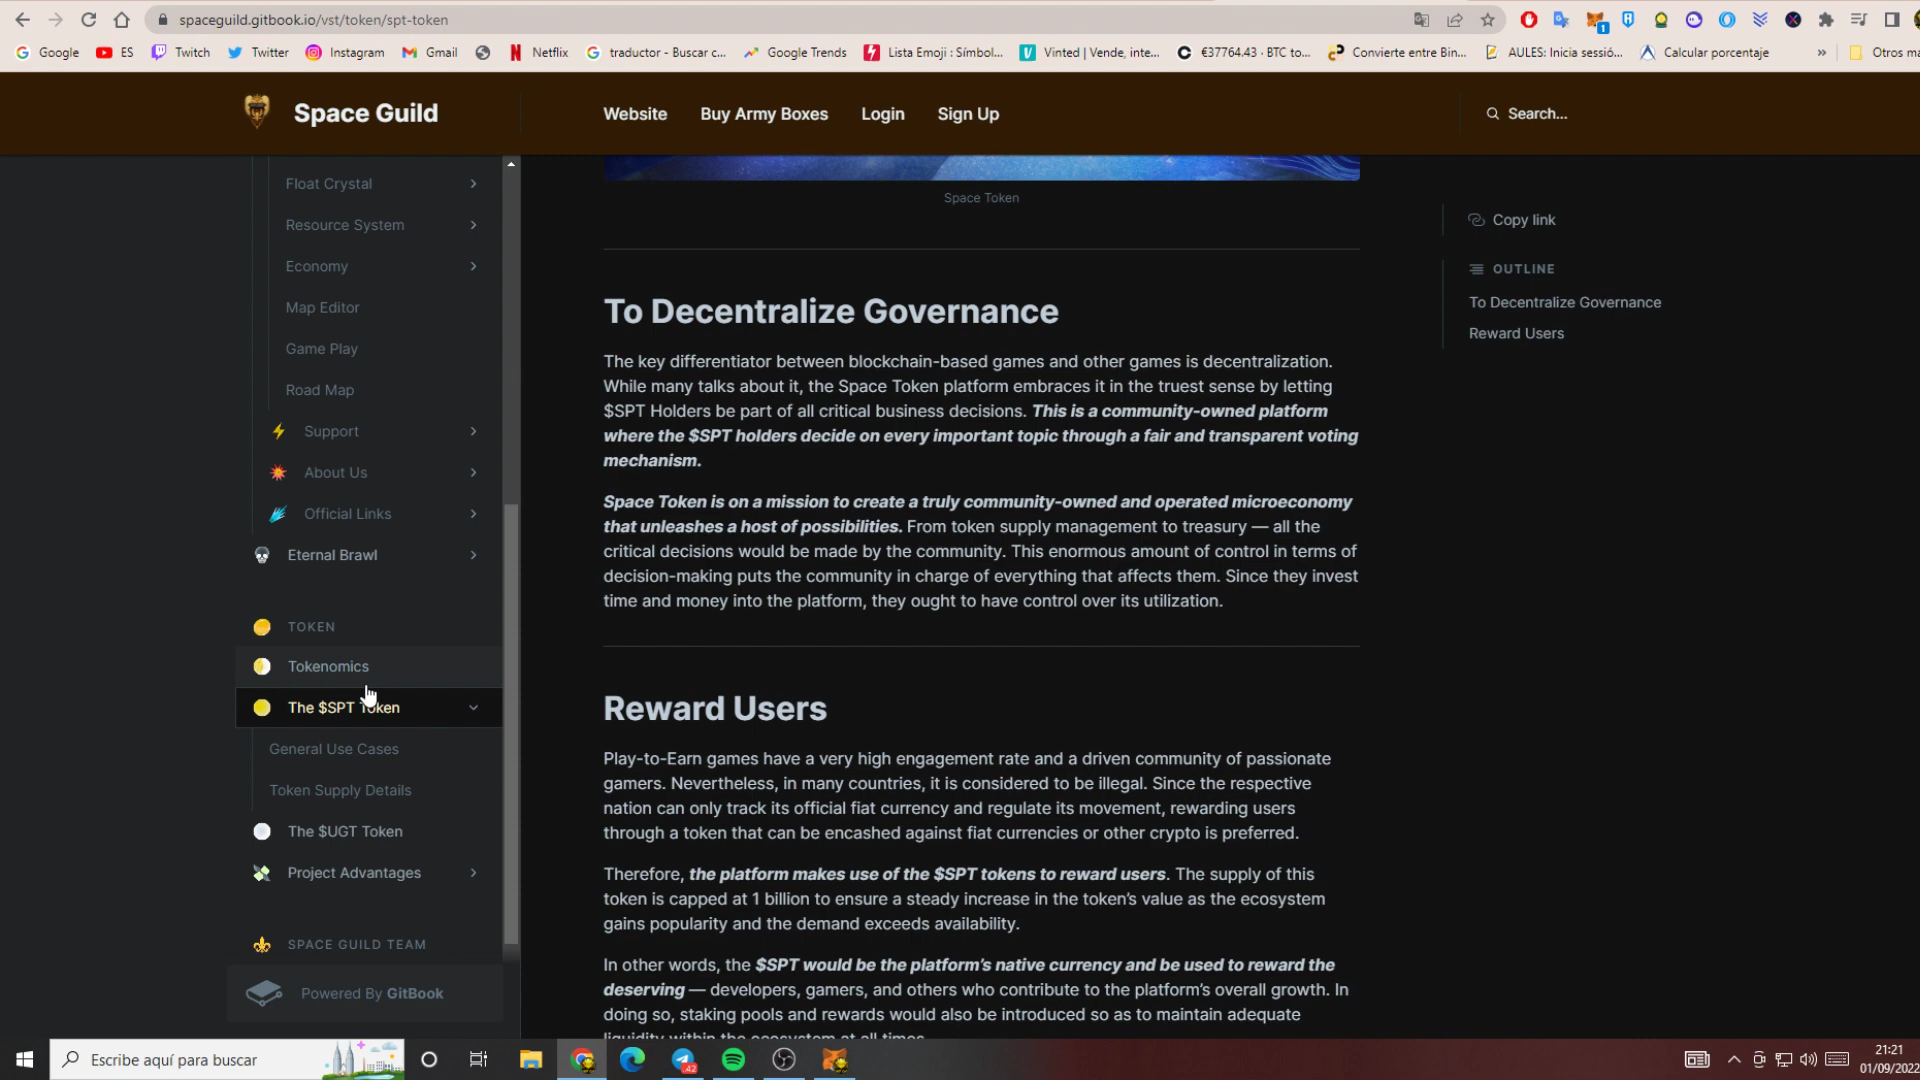 spaceguild.gitbook.io/vst/token/spt-token
Google
ES
Twitch
Twitter
Instagram
Gmail
Netflix
traductor - Buscar c...
Google Trends
Lista Emoji : Símbol...
Vinted | Vende, inte...
€37764.43 · BTC to...
Convierte entre Bin...
AULES: Inicia sessió...
Calcular porcentaje
»
Otros ma
Space Guild
Website
Buy Army Boxes
Login
Sign Up
Search...
Float Crystal
Resource System
Economy
Map Editor
Game Play
Road Map
Support
About Us
Official Links
Eternal Brawl
TOKEN
Tokenomics
The $SPT Token
General Use Cases
Token Supply Details
The $UGT Token
Project Advantages
SPACE GUILD TEAM
Powered By GitBook
Space Token
To Decentralize Governance
The key differentiator between blockchain-based games and other games is decentralization.
While many talks about it, the Space Token platform embraces it in the truest sense by letting
$SPT Holders be part of all critical business decisions. This is a community-owned platform
where the $SPT holders decide on every important topic through a fair and transparent voting
mechanism.
Space Token is on a mission to create a truly community-owned and operated microeconomy
that unleashes a host of possibilities. From token supply management to treasury — all the
critical decisions would be made by the community. This enormous amount of control in terms of
decision-making puts the community in charge of everything that affects them. Since they invest
time and money into the platform, they ought to have control over its utilization.
Reward Users
Play-to-Earn games have a very high engagement rate and a driven community of passionate
gamers. Nevertheless, in many countries, it is considered to be illegal. Since the respective
nation can only track its official fiat currency and regulate its movement, rewarding users
through a token that can be encashed against fiat currencies or other crypto is preferred.
Therefore, the platform makes use of the $SPT tokens to reward users. The supply of this
token is capped at 1 billion to ensure a steady increase in the token's value as the ecosystem
gains popularity and the demand exceeds availability.
In other words, the $SPT would be the platform's native currency and be used to reward the
deserving — developers, gamers, and others who contribute to the platform's overall growth. In
doing so, staking pools and rewards would also be introduced so as to maintain adequate
liquidity within the ecosystem at all times.
Copy link
OUTLINE
To Decentralize Governance
Reward Users
Escribe aquí para buscar
42
21:21
01/09/2022